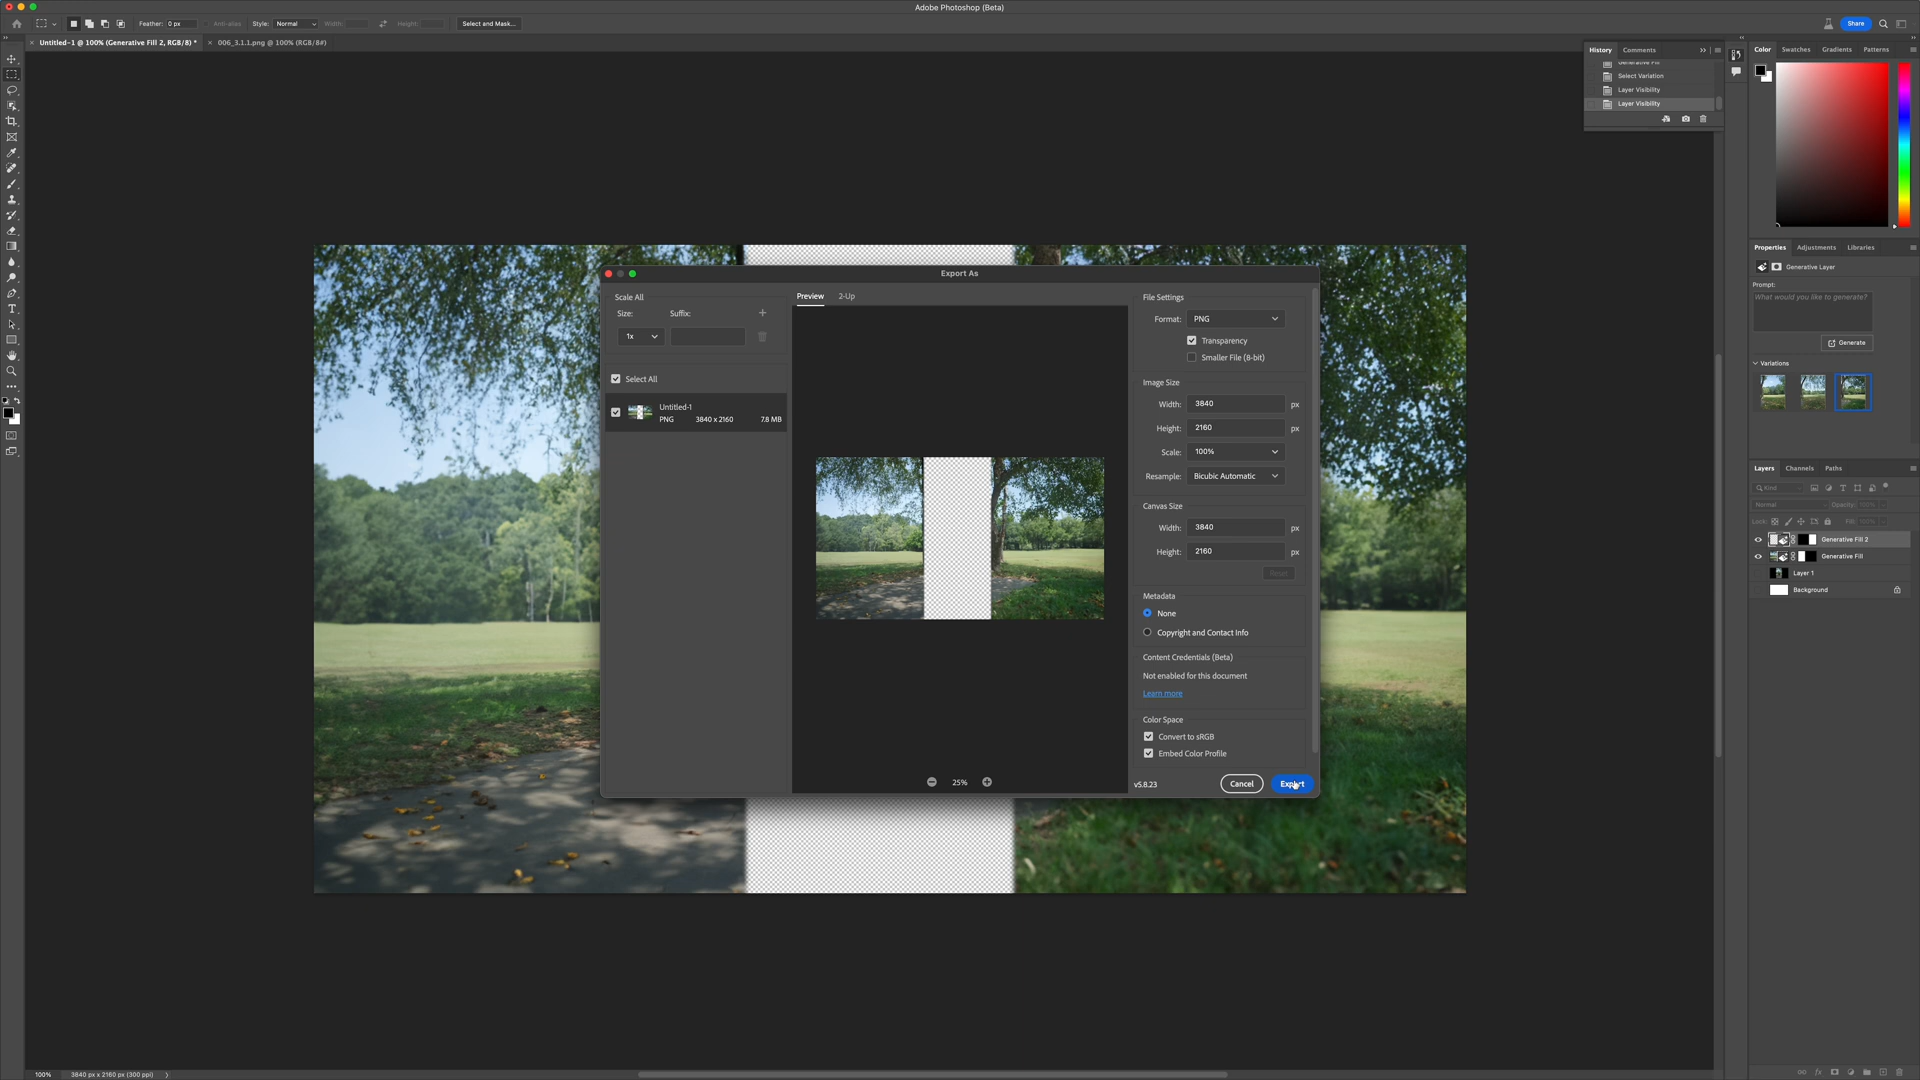 Adobe Photoshop (Beta)
Feather: 0 px
Anti-alias
Style: Normal
Width:
Height:
Select and Mask...
Share
Untitled-1 @ 100% (Generative Fill 2, RGB/8) *
006_3.1.1.png @ 100% (RGB/8#)
History
Comments
Generative Fill
Select Variation
Layer Visibility
Layer Visibility
Color
Swatches
Gradients
Patterns
Properties
Adjustments
Libraries
Generative Layer
Prompt:
What would you like to generate?
Generate
Variations
Layers
Channels
Paths
Kind
Normal
Opacity: 100%
Lock:
Fill: 100%
Generative Fill 2
Generative Fill
Layer 1
Background
Export As
Scale All
Size:
Suffix:
1x
Select All
Untitled-1
PNG 3840 x 2160 7.8 MB
Preview
2-Up
25%
File Settings
Format: PNG
Transparency
Smaller File (8-bit)
Image Size
Width: 3840 px
Height: 2160 px
Scale: 100%
Resample: Bicubic Automatic
Canvas Size
Width: 3840 px
Height: 2160 px
Reset
Metadata
None
Copyright and Contact Info
Content Credentials (Beta)
Not enabled for this document
Learn more
Color Space
Convert to sRGB
Embed Color Profile
v5.8.23
Cancel
Export
100%
3840 px x 2160 px (300 ppi)